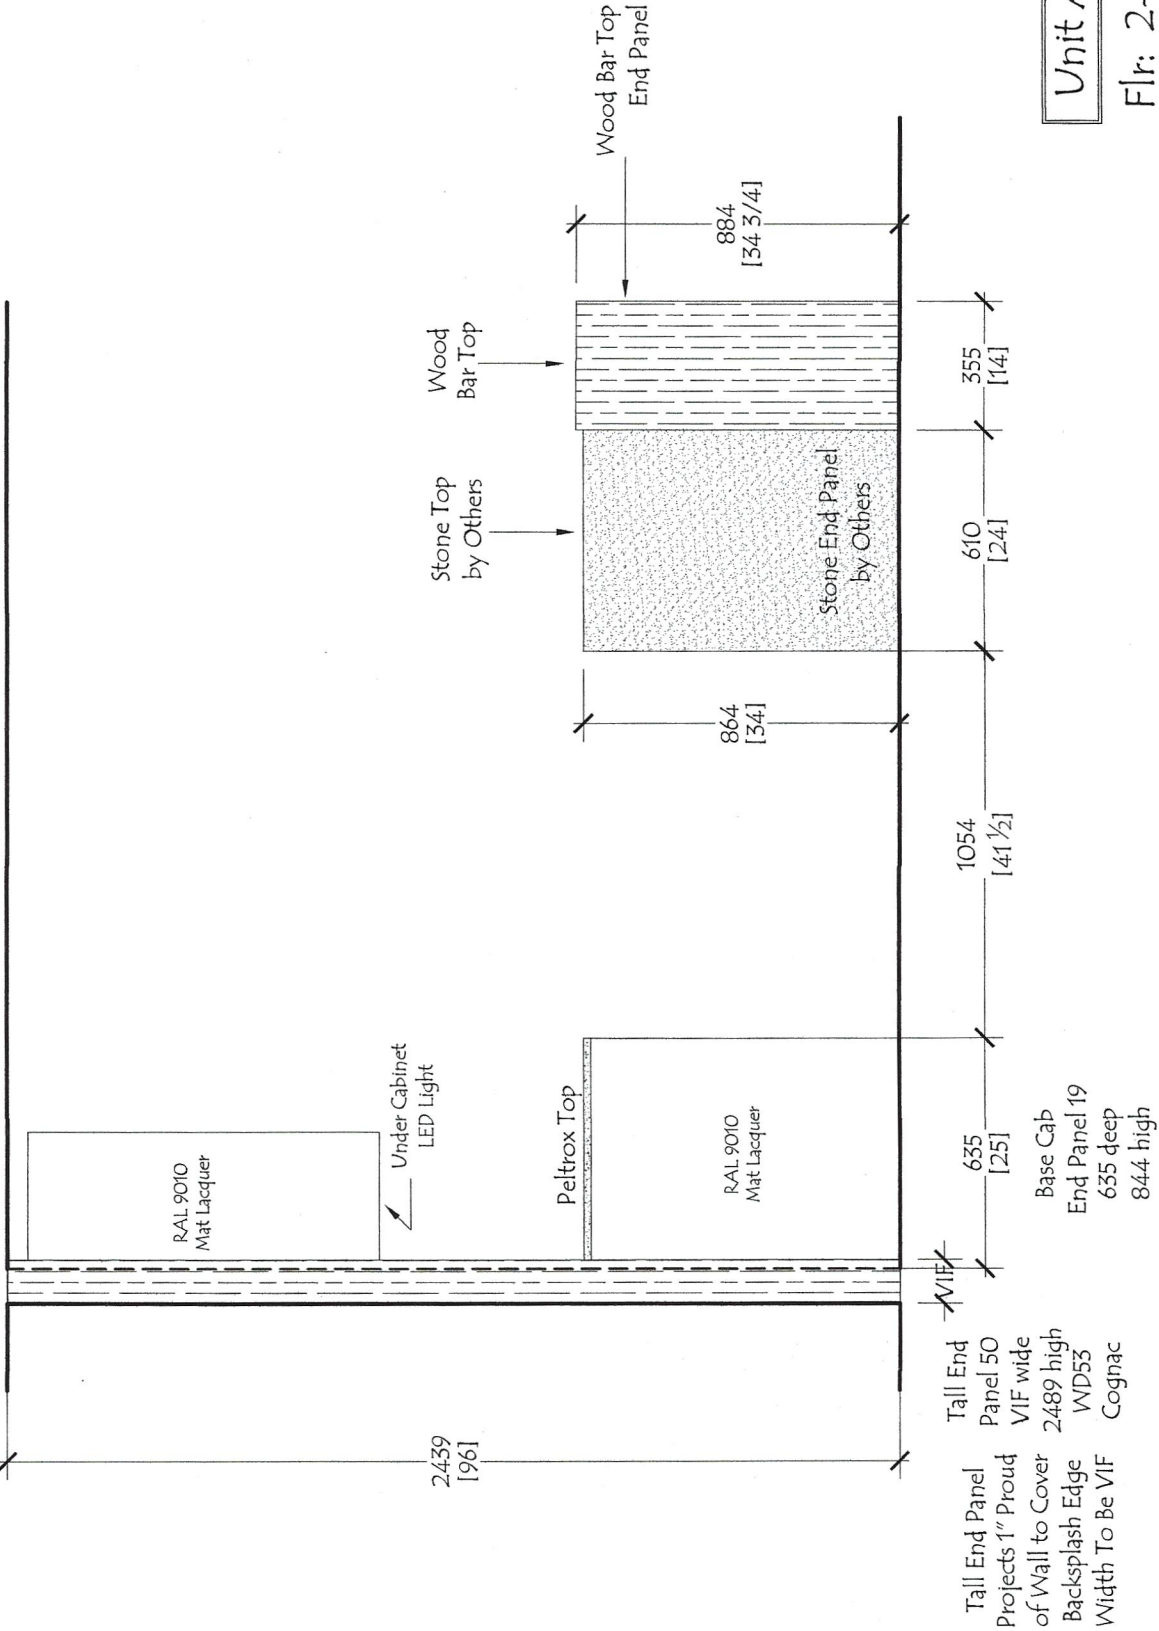 Tall End Panel
Projects 1" Proud
of Wall to Cover
Backsplash Edge
Width To Be VIF
Tall End
Panel 50
VIF wide
2489 high
WD53
Cognac
2439
[96]
VIF
RAL 9010
Mat Lacquer
Under Cabinet
LED Light
Peltrox Top
RAL 9010
Mat Lacquer
635
[25]
Base Cab
End Panel 19
635 deep
844 high
1054
[41 ½]
864
[34]
Stone Top
by Others
Stone End Panel
by Others
610
[24]
Wood
Bar Top
355
[14]
884
[34 3/4]
Wood Bar Top
End Panel
Unit
Flr: 2-